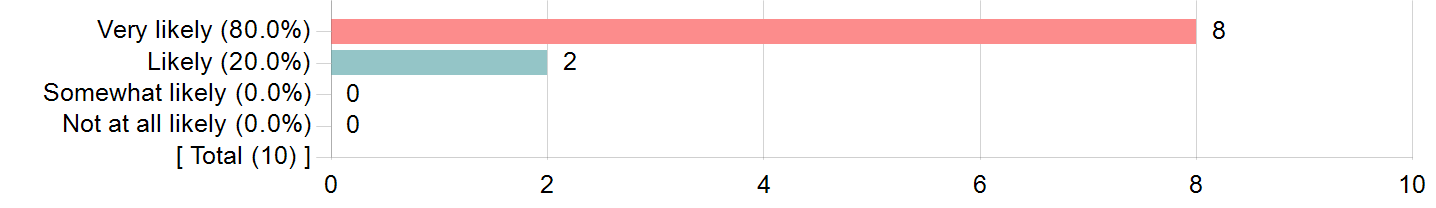 Very likely (80.0%) 8
Likely (20.0%) 2
Somewhat likely (0.0%) 0
Not at all likely (0.0%) 0
[ Total (10) ]
0 2 4 6 8 10